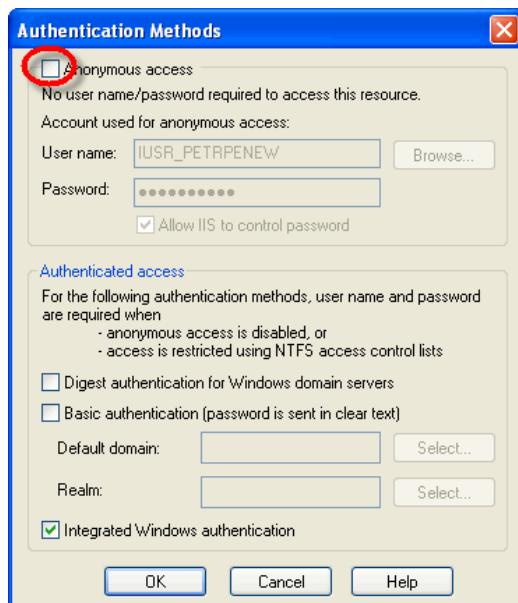 Authentication Methods
Anonymous access
No user name/password required to access this resource.
Account used for anonymous access:
User name: IUSR_PETRPENEW Browse...
Password: ●●●●●●●●●●
Allow IIS to control password
Authenticated access
For the following authentication methods, user name and password
are required when
- anonymous access is disabled, or
- access is restricted using NTFS access control lists
Digest authentication for Windows domain servers
Basic authentication (password is sent in clear text)
Default domain: Select...
Realm: Select...
Integrated Windows authentication
OK Cancel Help